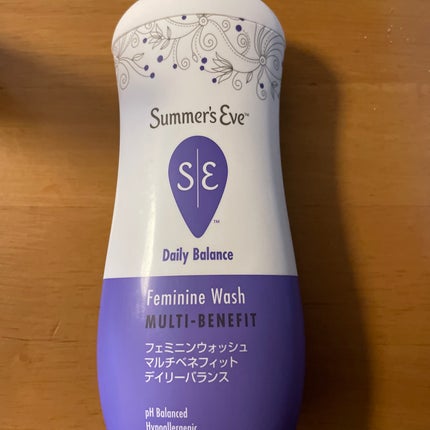 Summer's Eve™
S|E
™
Daily Balance
Feminine Wash
MULTI-BENEFIT
フェミニンウォッシュ
マルチベネフィット
デイリーバランス
pH Balanced
Hypoallergenic